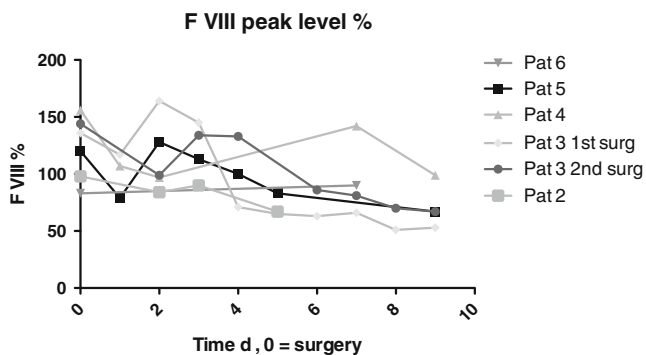 F VIII peak level %
200
150
100
50
0
F VIII %
0
2
4
6
8
10
Time d , 0 = surgery
Pat 6
Pat 5
Pat 4
Pat 3 1st surg
Pat 3 2nd surg
Pat 2